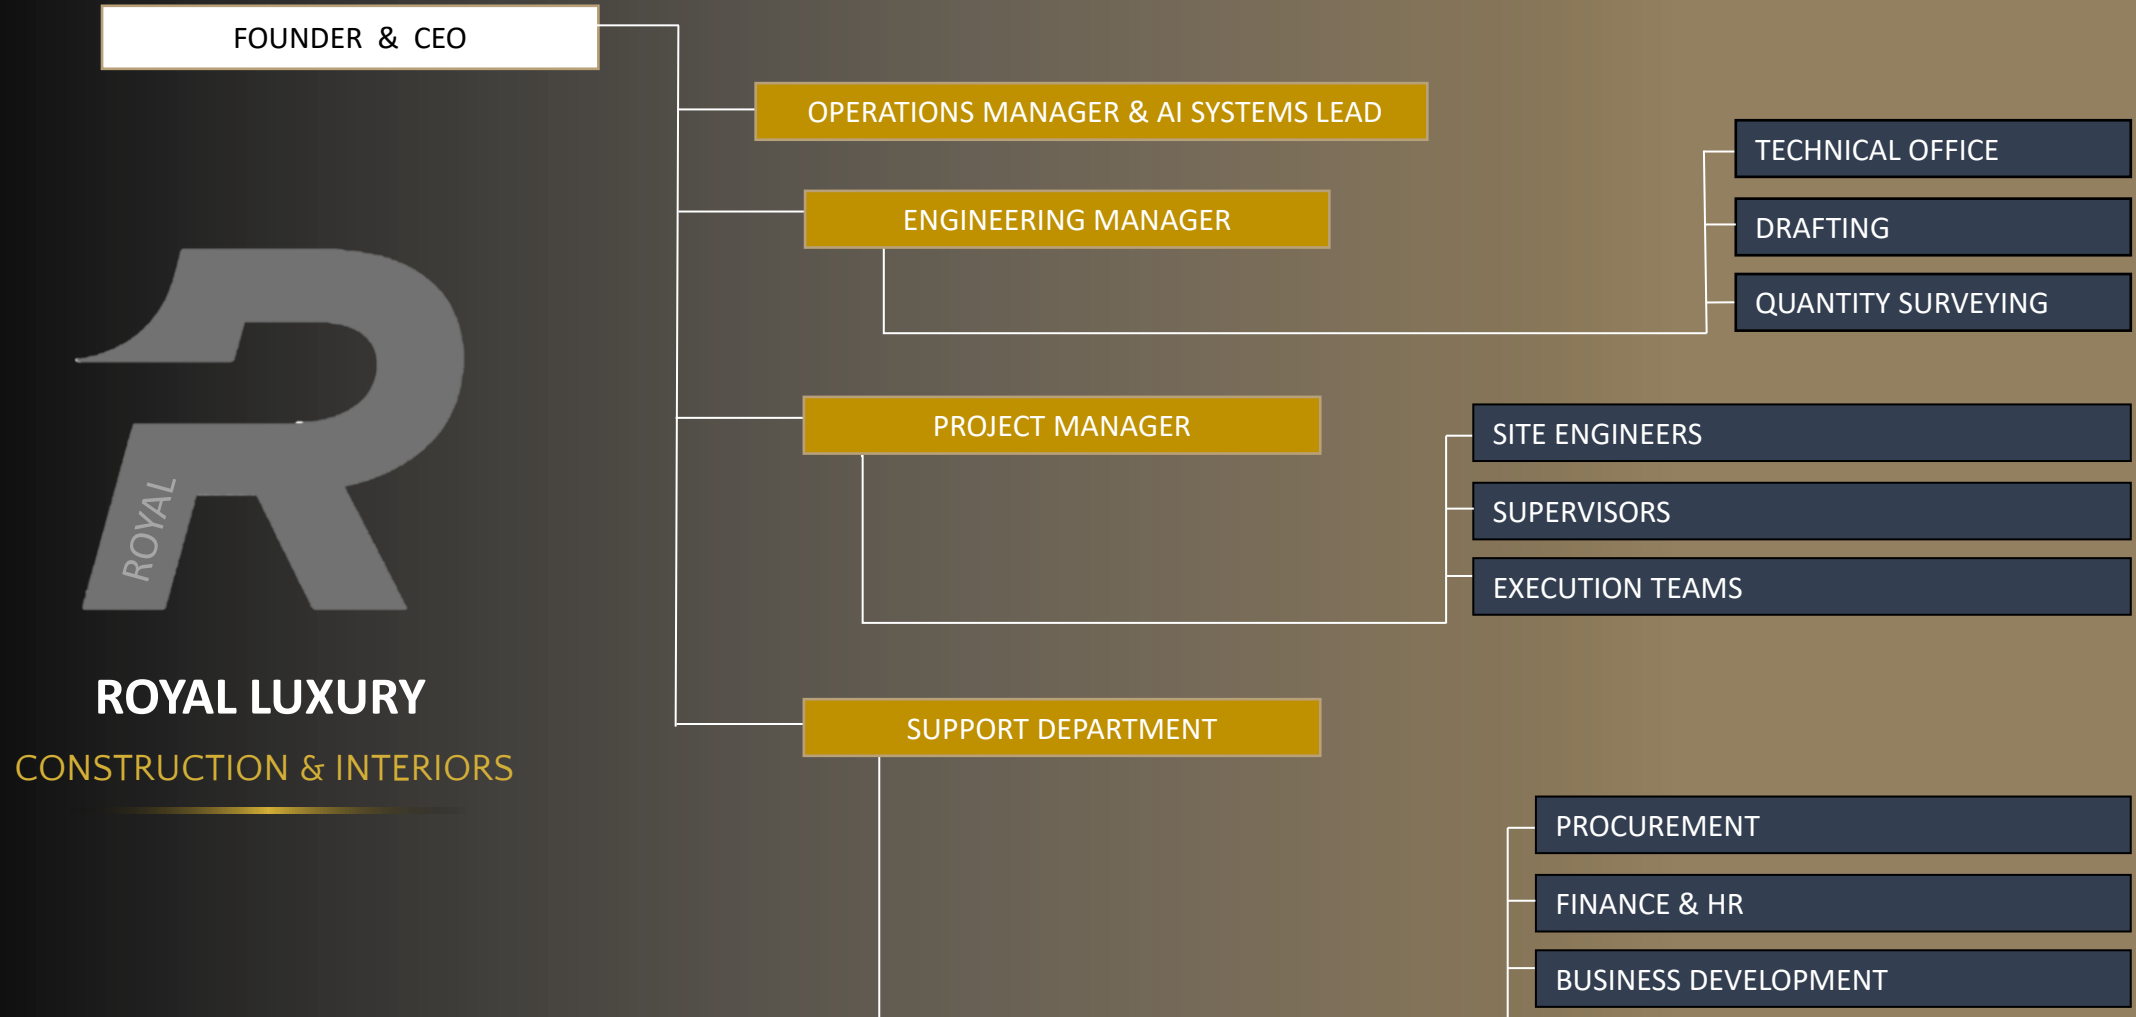 FOUNDER & CEO
OPERATIONS MANAGER & AI SYSTEMS LEAD
ENGINEERING MANAGER
TECHNICAL OFFICE
DRAFTING
QUANTITY SURVEYING
PROJECT MANAGER
SITE ENGINEERS
SUPERVISORS
EXECUTION TEAMS
SUPPORT DEPARTMENT
PROCUREMENT
FINANCE & HR
BUSINESS DEVELOPMENT
ROYAL
ROYAL LUXURY
CONSTRUCTION & INTERIORS